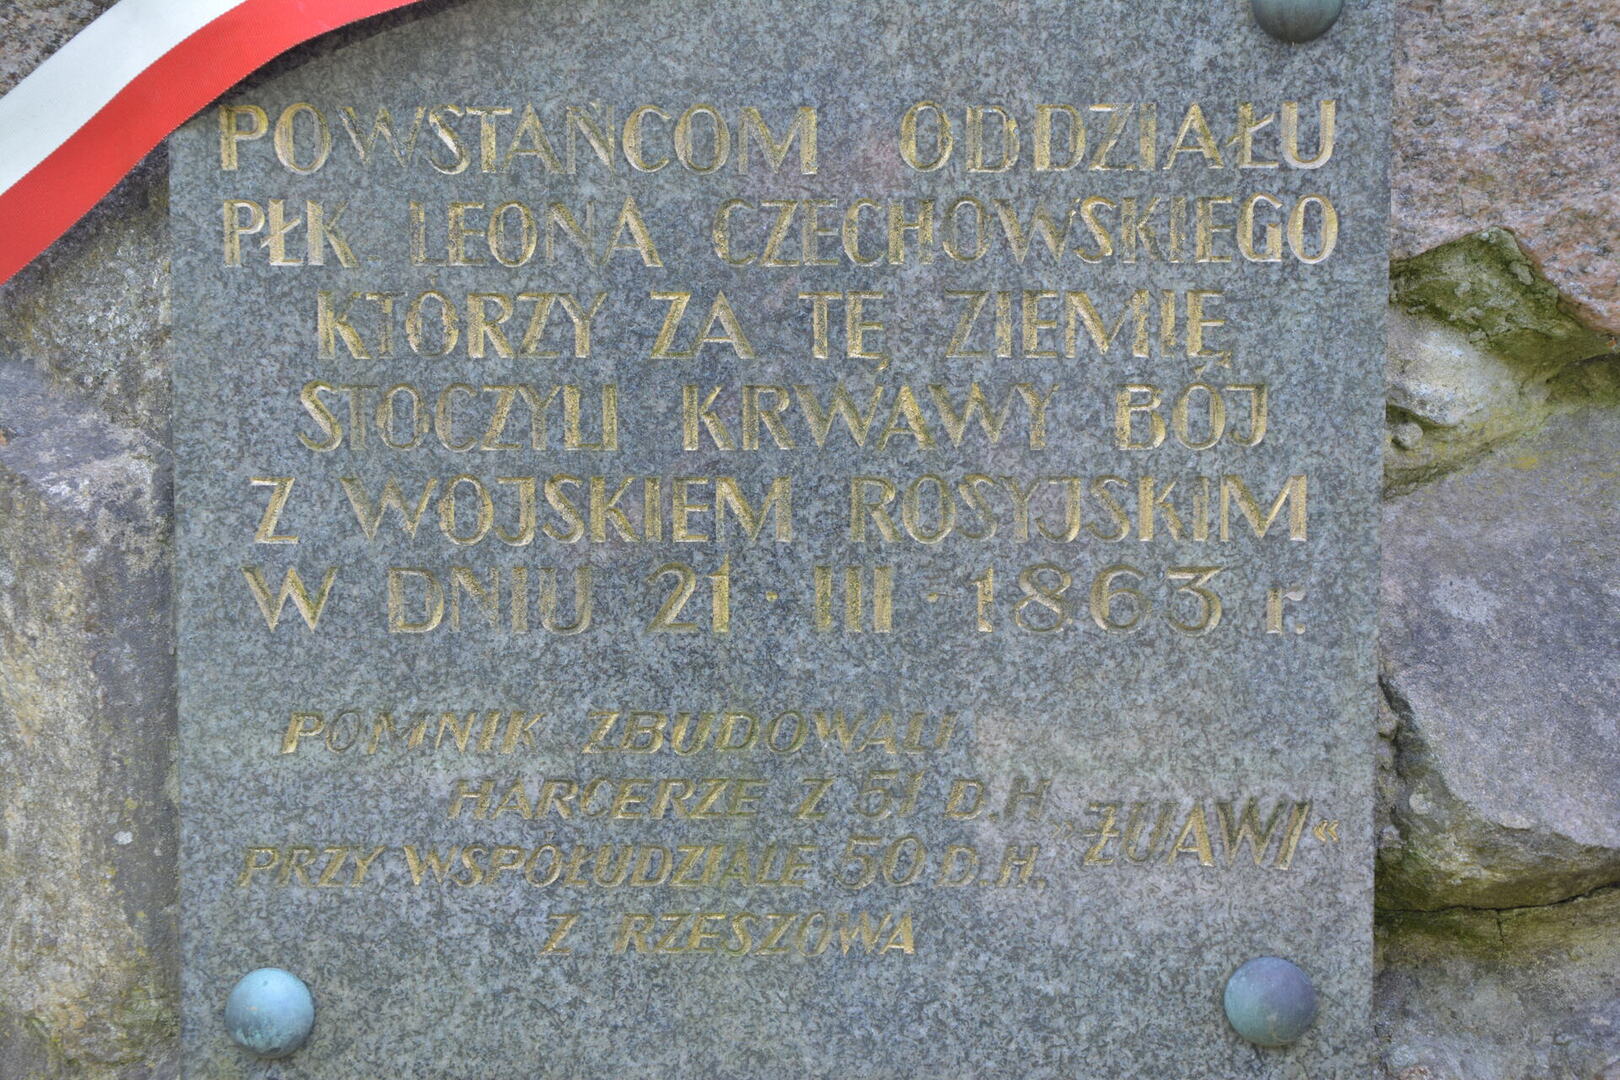 POWSTAŃCOM ODDZIAŁU
PŁK. LEONA CZECHOWSKIEGO
KTÓRZY ZA TĘ ZIEMIĘ
STOCZYLI KRWAWY BÓJ
Z WOJSKIEM ROSYJSKIM
W DNIU 21 · III · 1863 r.
POMNIK ZBUDOWALI
HARCERZE Z 51 D.H.
PRZY WSPÓŁUDZIALE 50 D.H. „ŻUAWI“
Z RZESZOWA